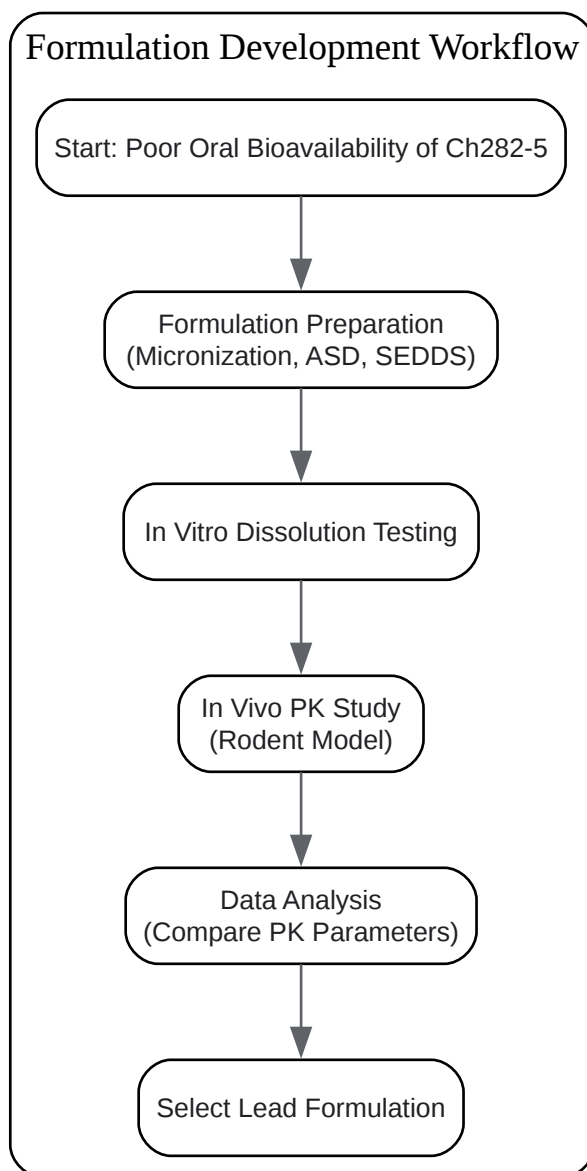 Formulation Development Workflow
Start: Poor Oral Bioavailability of Ch282-5
Formulation Preparation
(Micronization, ASD, SEDDS)
In Vitro Dissolution Testing
In Vivo PK Study
(Rodent Model)
Data Analysis
(Compare PK Parameters)
Select Lead Formulation